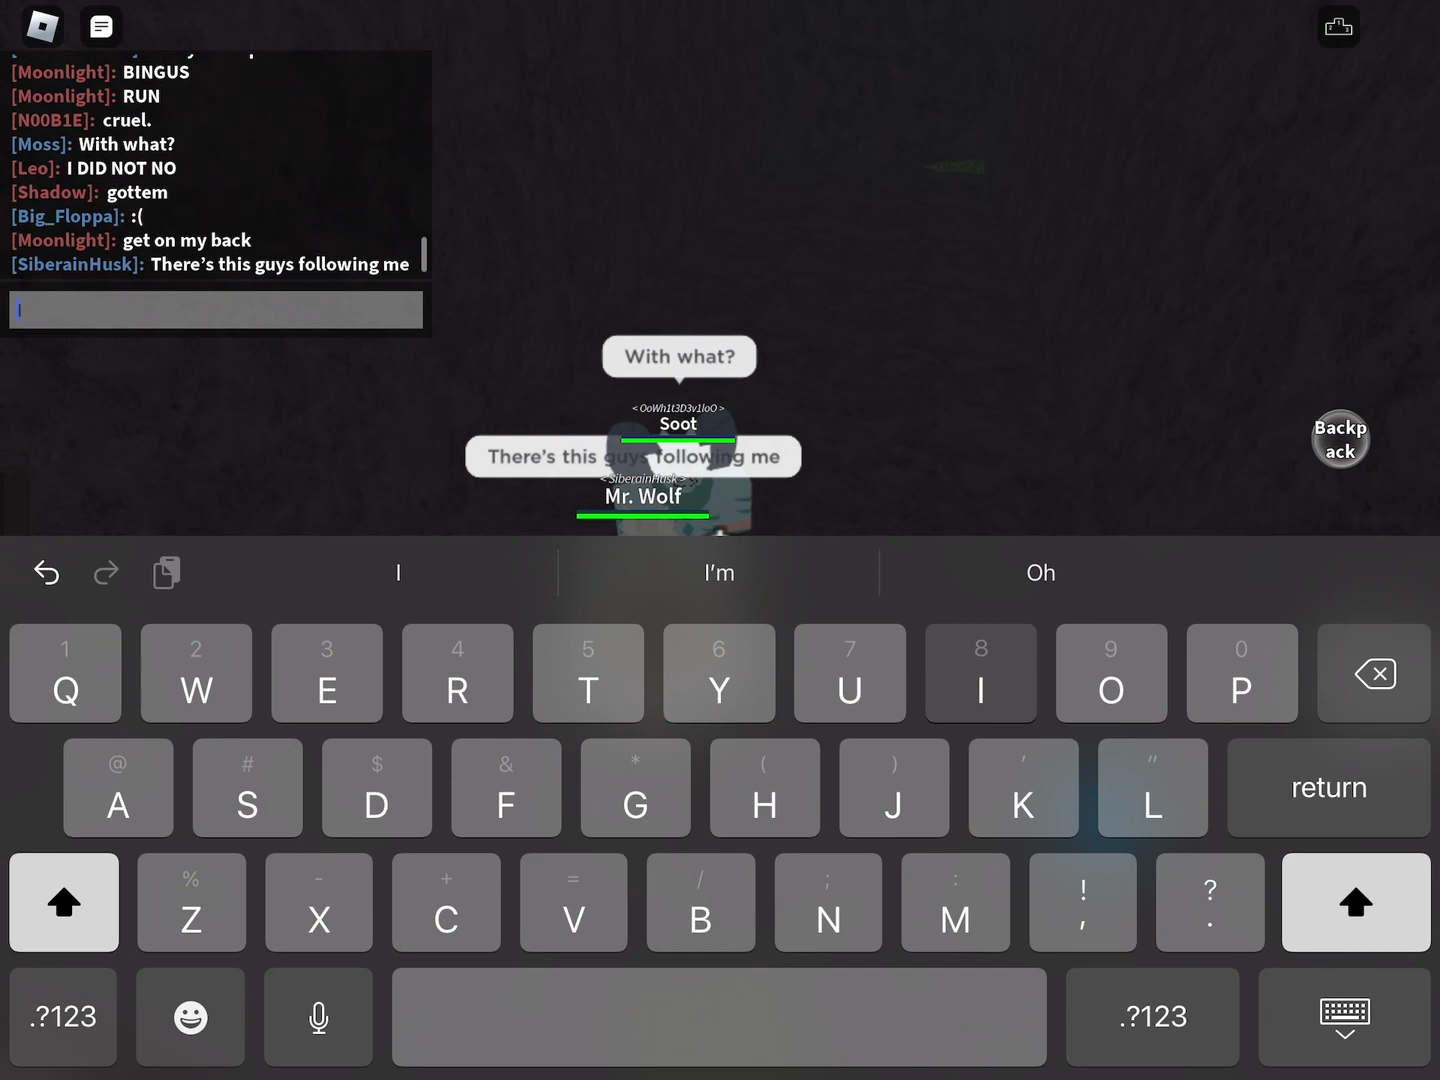 [Moonlight]: BINGUS
[Moonlight]: RUN
[N00B1E]: cruel.
[Moss]: With what?
[Leo]: I DID NOT NO
[Shadow]: gottem
[Big_Floppa]: :(
[Moonlight]: get on my back
[SiberainHusk]: There’s this guys following me
With what?
<OoWh1t3D3v1loO>
Soot
There’s this guys following me
<SiberainHusk>
Mr. Wolf
Backp
ack
I I’m Oh
1 2 3 4 5 6 7 8 9 0
Q W E R T Y U I O P
@ # $ & * ( ) ' "
A S D F G H J K L return
% - + = / ; : ! ?
Z X C V B N M , .
.?123 .?123